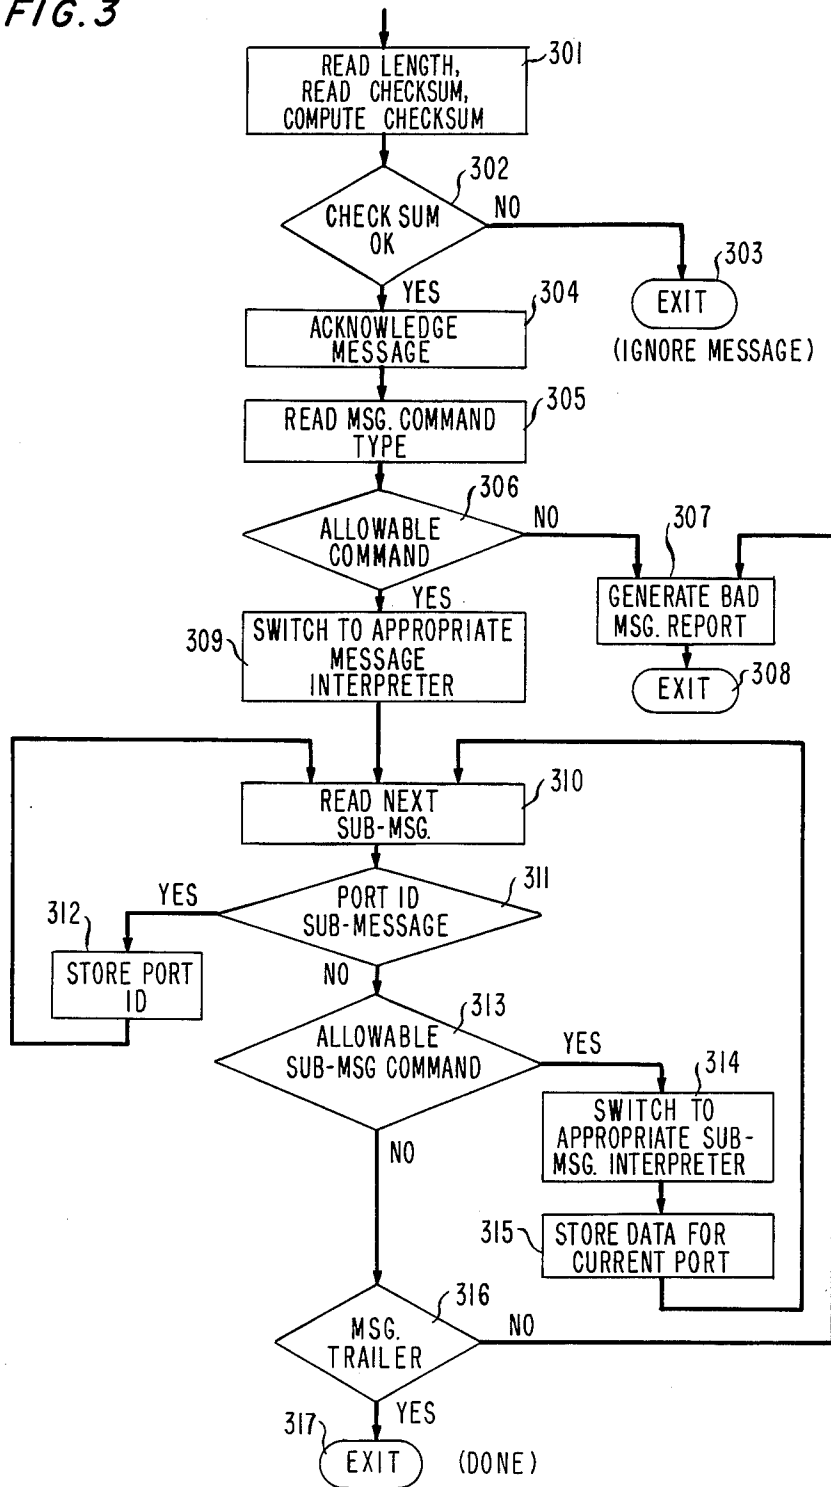 FIG. 3
301
READ LENGTH,
READ CHECKSUM,
COMPUTE CHECKSUM
302
CHECK SUM
OK
NO
303
EXIT
(IGNORE MESSAGE)
YES
304
ACKNOWLEDGE
MESSAGE
305
READ MSG. COMMAND
TYPE
306
ALLOWABLE
COMMAND
NO
307
GENERATE BAD
MSG. REPORT
EXIT
308
YES
309
SWITCH TO APPROPRIATE
MESSAGE
INTERPRETER
310
READ NEXT
SUB-MSG.
311
PORT ID
SUB-MESSAGE
YES
312
STORE PORT
ID
NO
313
ALLOWABLE
SUB-MSG COMMAND
YES
314
SWITCH TO
APPROPRIATE SUB-
MSG. INTERPRETER
315
STORE DATA FOR
CURRENT PORT
NO
316
MSG.
TRAILER
NO
YES
317
EXIT
(DONE)